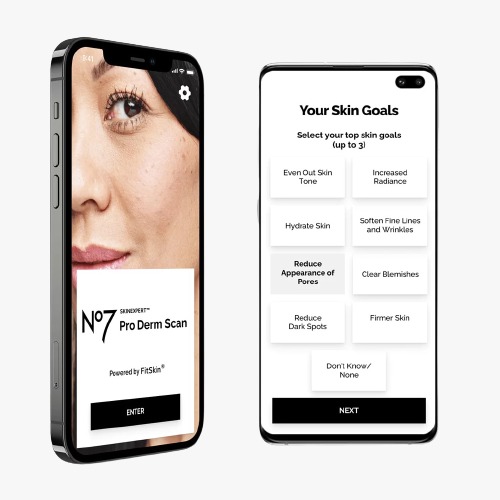 9:41
No7 SKINEXPERT™
Pro Derm Scan
Powered by FitSkin®
ENTER
Your Skin Goals
Select your top skin goals
(up to 3)
Even Out Skin
Tone
Increased
Radiance
Hydrate Skin
Soften Fine Lines
and Wrinkles
Reduce
Appearance of
Pores
Clear Blemishes
Reduce
Dark Spots
Firmer Skin
Don't Know/
None
NEXT